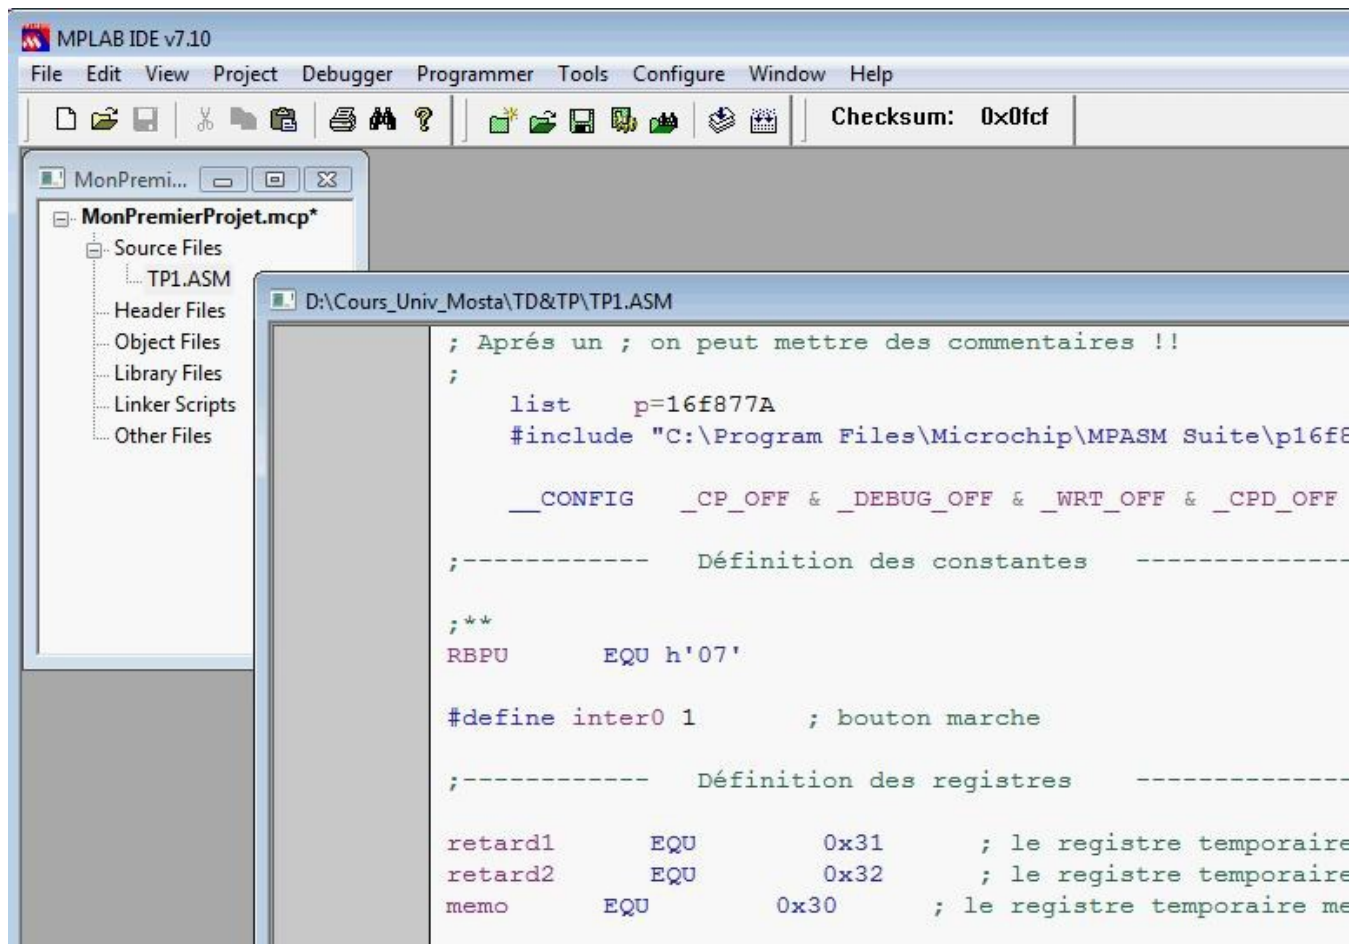 MPLAB IDE v7.10
File Edit View Project Debugger Programmer Tools Configure Window Help
Checksum: 0x0fcf
MonPremi...
MonPremierProjet.mcp*
Source Files
TP1.ASM
Header Files
Object Files
Library Files
Linker Scripts
Other Files
D:\Cours_Univ_Mosta\TD&TP\TP1.ASM
; Aprés un ; on peut mettre des commentaires !!
;
list p=16f877A
#include "C:\Program Files\Microchip\MPASM Suite\p16f8
__CONFIG _CP_OFF & _DEBUG_OFF & _WRT_OFF & _CPD_OFF
;------------ Définition des constantes --------------
;**
RBPU EQU h'07'
#define inter0 1 ; bouton marche
;------------ Définition des registres --------------
retard1 EQU 0x31 ; le registre temporaire
retard2 EQU 0x32 ; le registre temporaire
memo EQU 0x30 ; le registre temporaire me